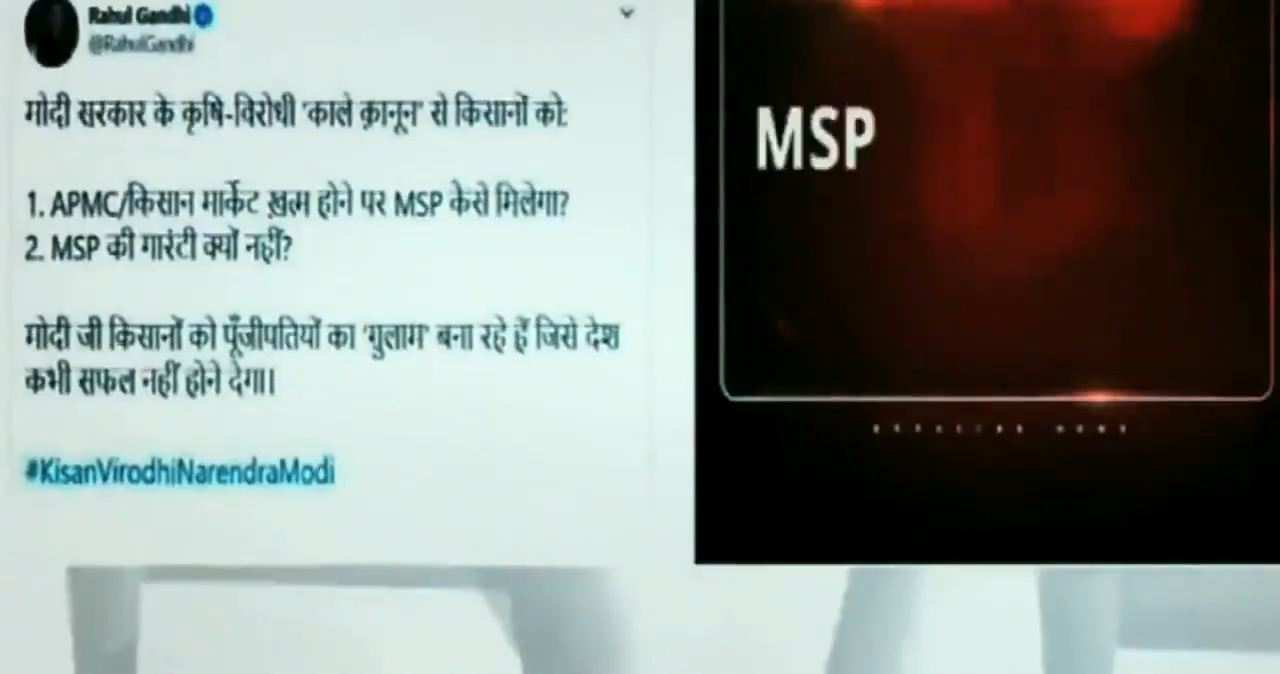 Rahul Gandhi
@RahulGandhi
मोदी सरकार के कृषि-विरोधी 'काले क़ानून' से किसानों को:
1. APMC/किसान मार्केट ख़त्म होने पर MSP कैसे मिलेगा?
2. MSP की गारंटी क्यों नहीं?
मोदी जी किसानों को पूँजीपतियों का 'ग़ुलाम' बना रहे हैं जिसे देश
कभी सफल नहीं होने देगा।
#KisanVirodhiNarendraModi
MSP